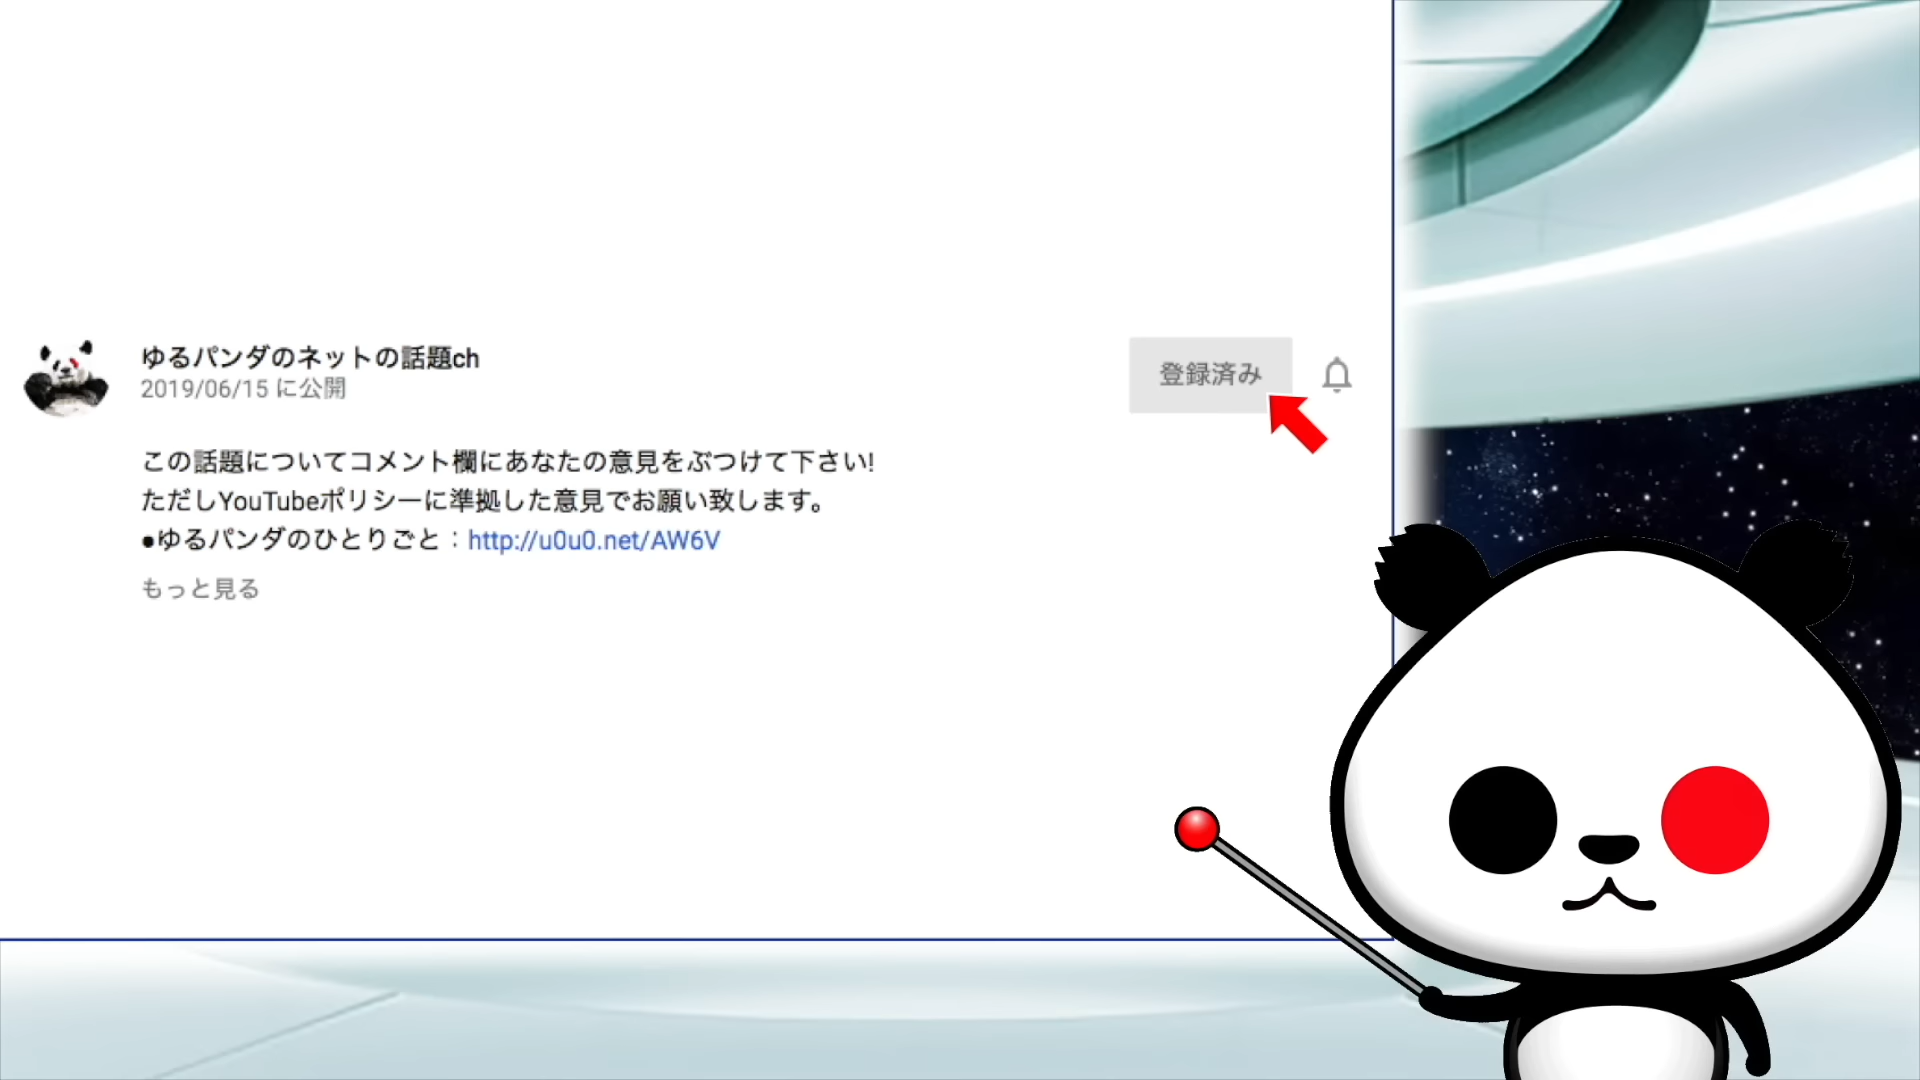 ゆるパンダのネットの話題ch
2019/06/15 に公開
登録済み
この話題についてコメント欄にあなたの意見をぶつけて下さい!
ただしYouTubeポリシーに準拠した意見でお願い致します。
●ゆるパンダのひとりごと：http://u0u0.net/AW6V
もっと見る